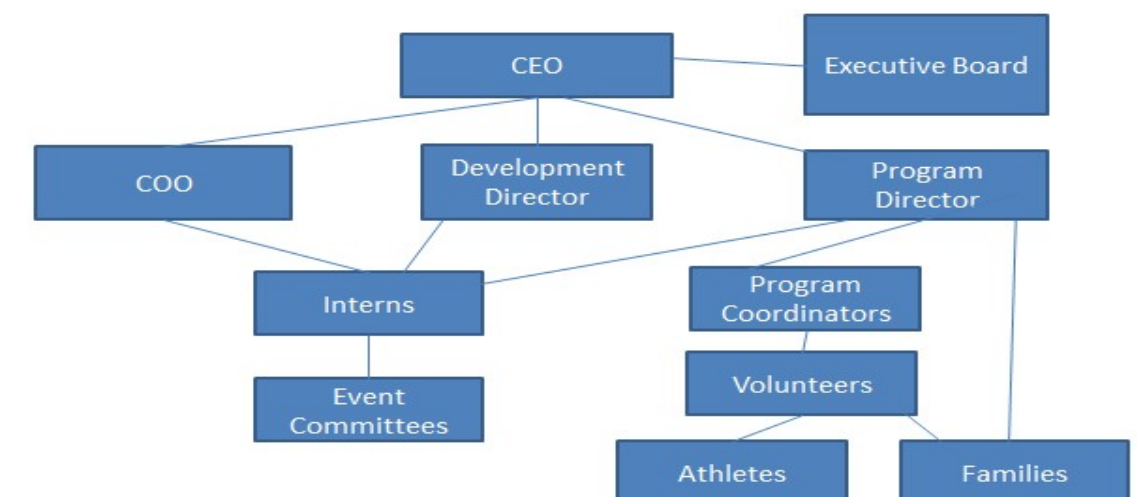 CEO
Executive Board
COO
Development
Director
Program
Director
Interns
Program
Coordinators
Event
Committees
Volunteers
Athletes
Families